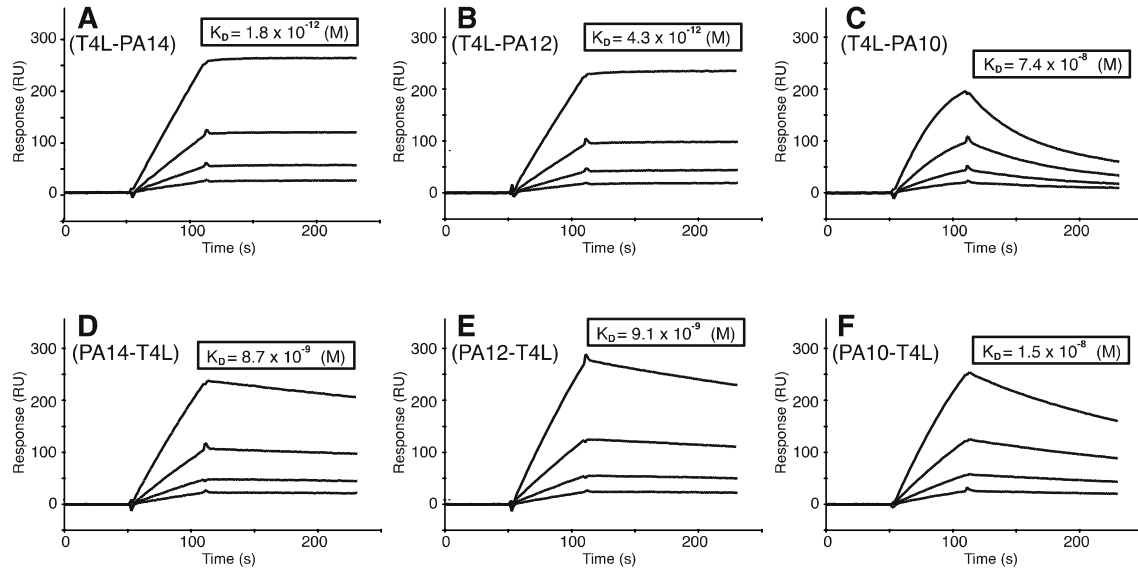 A
(T4L-PA14)
K_D = 1.8 x 10^-12 (M)
Response (RU)
300
200
100
0
0
100
200
Time (s)
B
(T4L-PA12)
K_D = 4.3 x 10^-12 (M)
Response (RU)
300
200
100
0
0
100
200
Time (s)
C
(T4L-PA10)
K_D = 7.4 x 10^-8 (M)
Response (RU)
300
200
100
0
0
100
200
Time (s)
D
(PA14-T4L)
K_D = 8.7 x 10^-9 (M)
Response (RU)
300
200
100
0
0
100
200
Time (s)
E
(PA12-T4L)
K_D = 9.1 x 10^-9 (M)
Response (RU)
300
200
100
0
0
100
200
Time (s)
F
(PA10-T4L)
K_D = 1.5 x 10^-8 (M)
Response (RU)
300
200
100
0
0
100
200
Time (s)